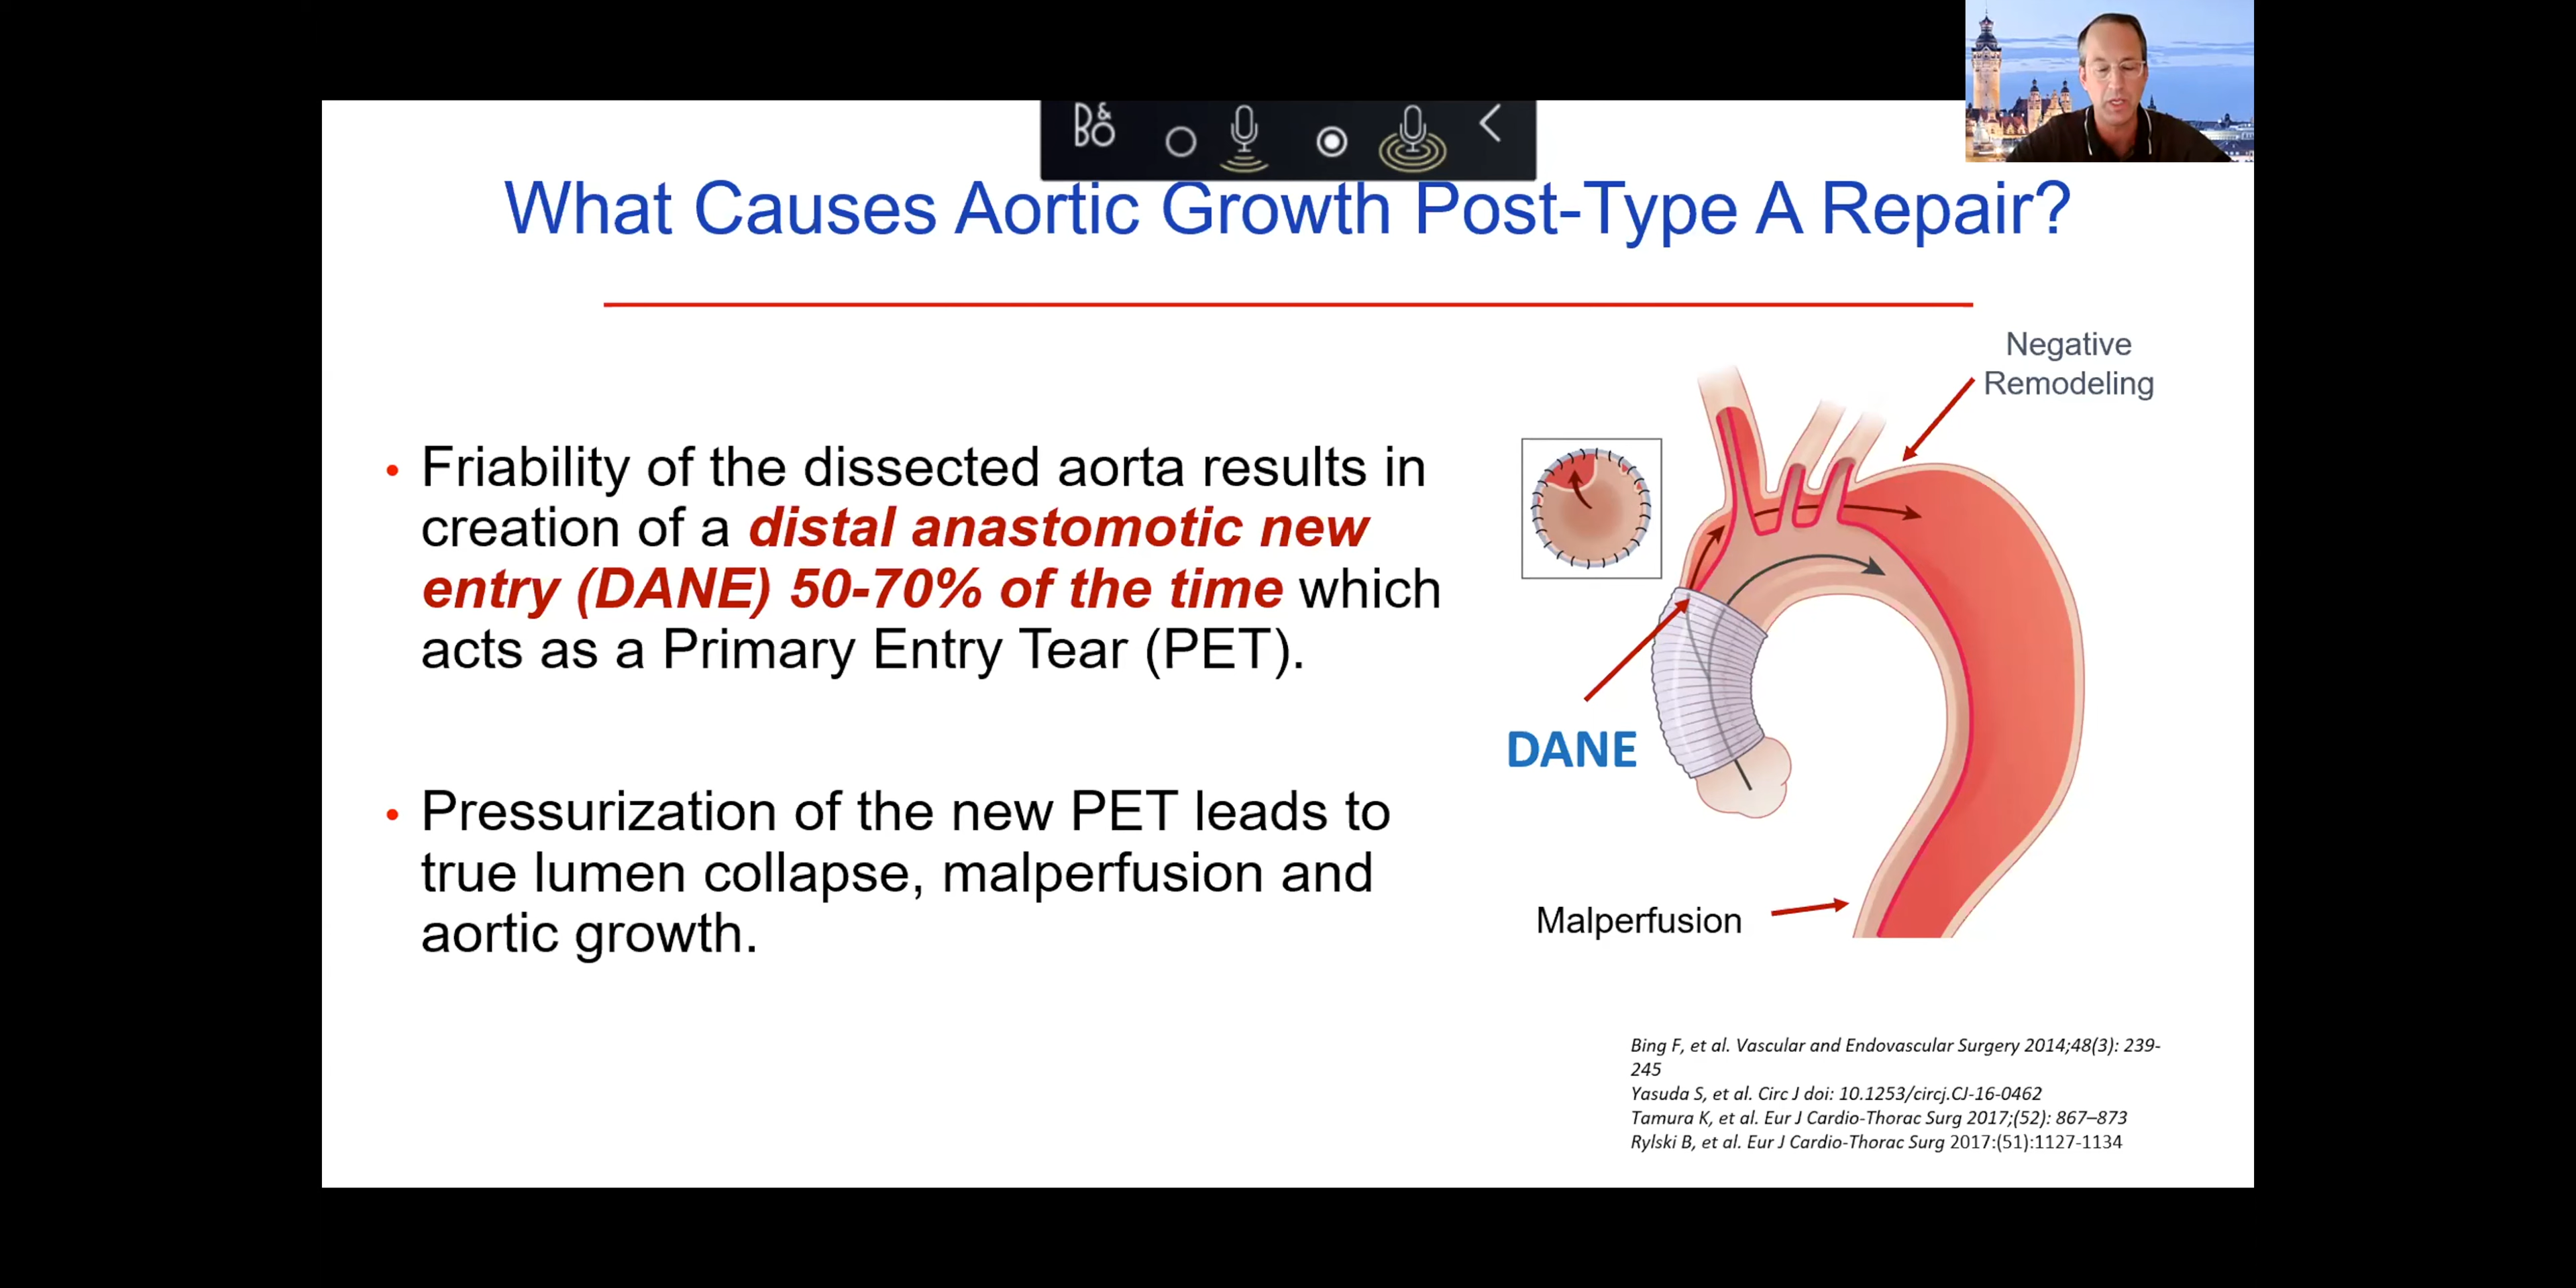 B&O
What Causes Aortic Growth Post-Type A Repair?
Negative
Remodeling
• Friability of the dissected aorta results in
creation of a distal anastomotic new
entry (DANE) 50-70% of the time which
acts as a Primary Entry Tear (PET).
DANE
• Pressurization of the new PET leads to
true lumen collapse, malperfusion and
aortic growth.
Malperfusion
Bing F, et al. Vascular and Endovascular Surgery 2014;48(3): 239-
245
Yasuda S, et al. Circ J doi: 10.1253/circj.CJ-16-0462
Tamura K, et al. Eur J Cardio-Thorac Surg 2017;(52): 867–873
Rylski B, et al. Eur J Cardio-Thorac Surg 2017:(51):1127-1134